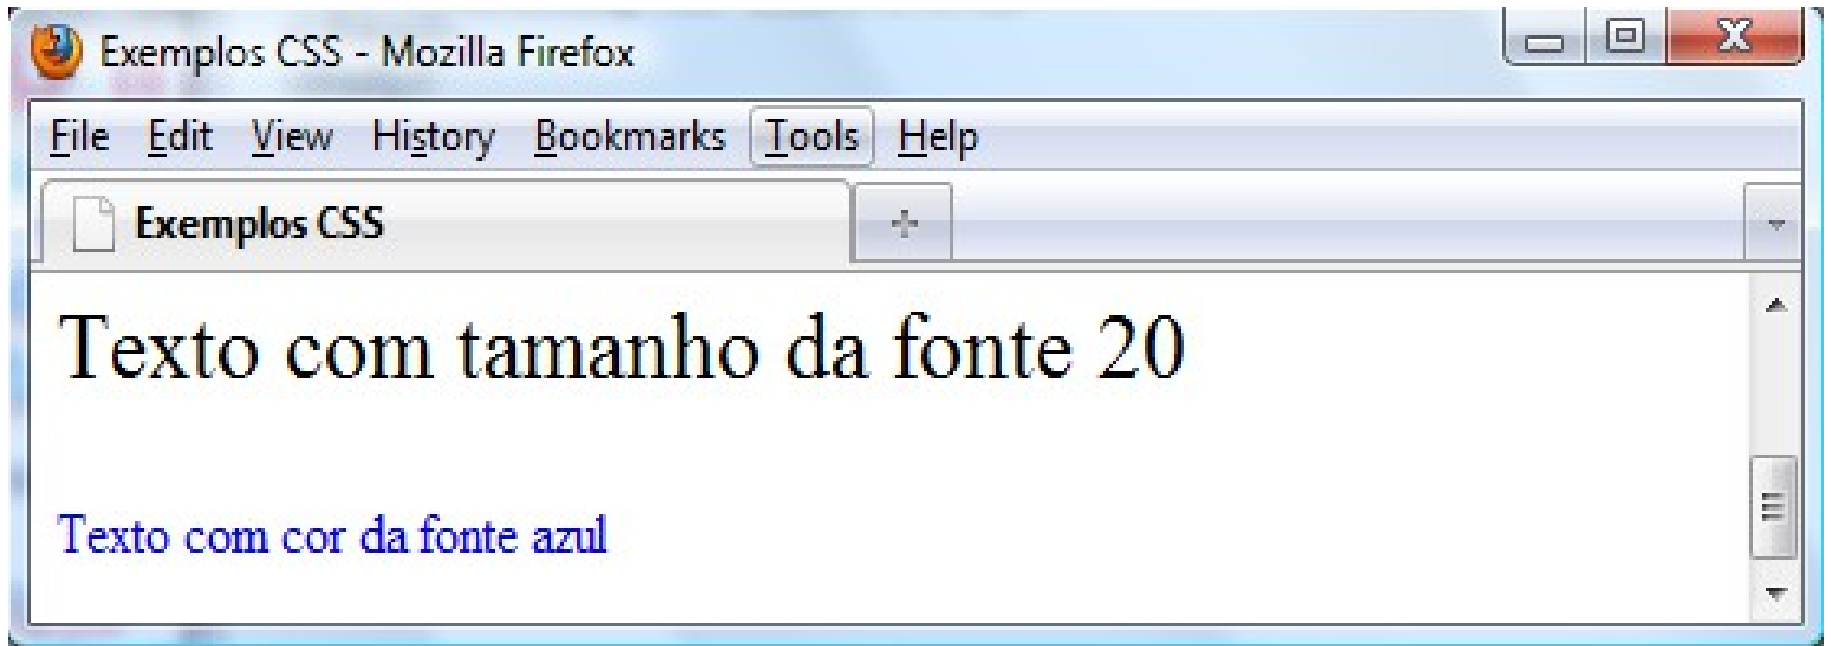 Exemplos CSS - Mozilla Firefox
File Edit View History Bookmarks Tools Help
Exemplos CSS
Texto com tamanho da fonte 20
Texto com cor da fonte azul